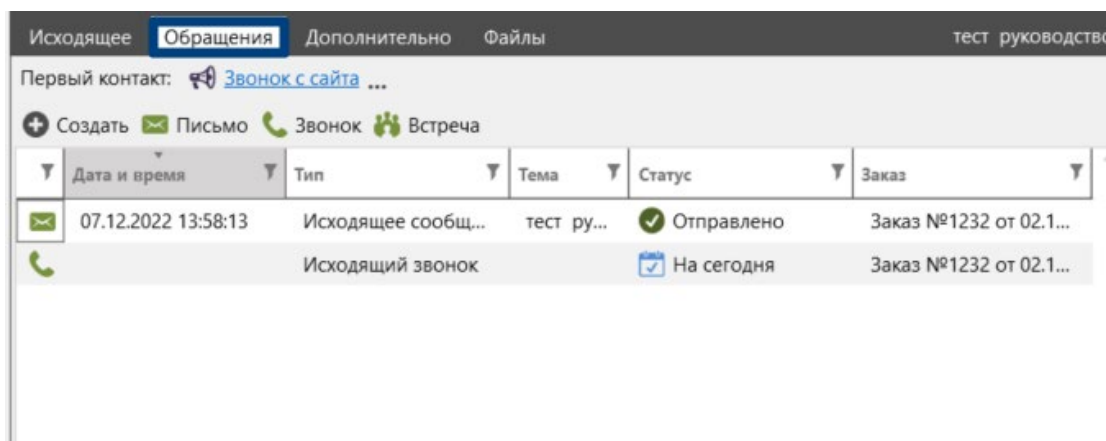 Исходящее Обращения Дополнительно Файлы тест руководство
Первый контакт: Звонок с сайта ...
Создать Письмо Звонок Встреча
Дата и время Тип Тема Статус Заказ
07.12.2022 13:58:13 Исходящее сообщ... тест ру... Отправлено Заказ №1232 от 02.1...
Исходящий звонок На сегодня Заказ №1232 от 02.1...